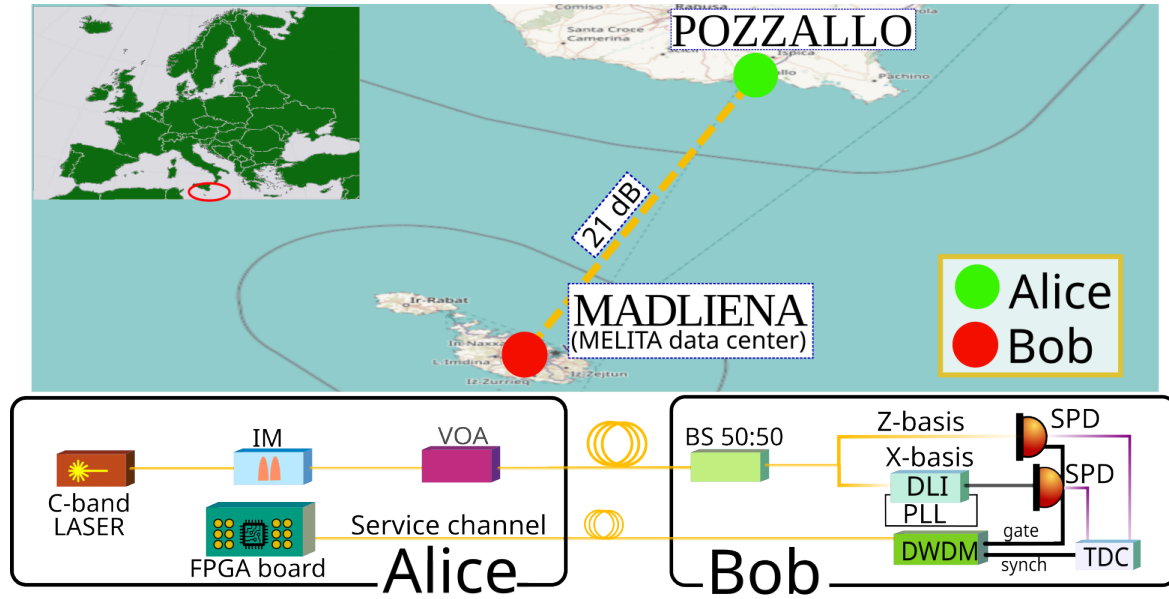 Comiso
Ragusa
Santa Croce
Camerina
POZZALLO
Ispica
Pachino
21 dB
Ir-Rabat
MADLIENA
(MELITA data center)
L-Imdina
Iż-Żejtun
Iż-Żurrieq
Alice
Bob
IM
VOA
C-band
LASER
FPGA board
Service channel
Alice
BS 50:50
Z-basis
X-basis
SPD
SPD
DLI
PLL
DWDM
gate
synch
TDC
Bob